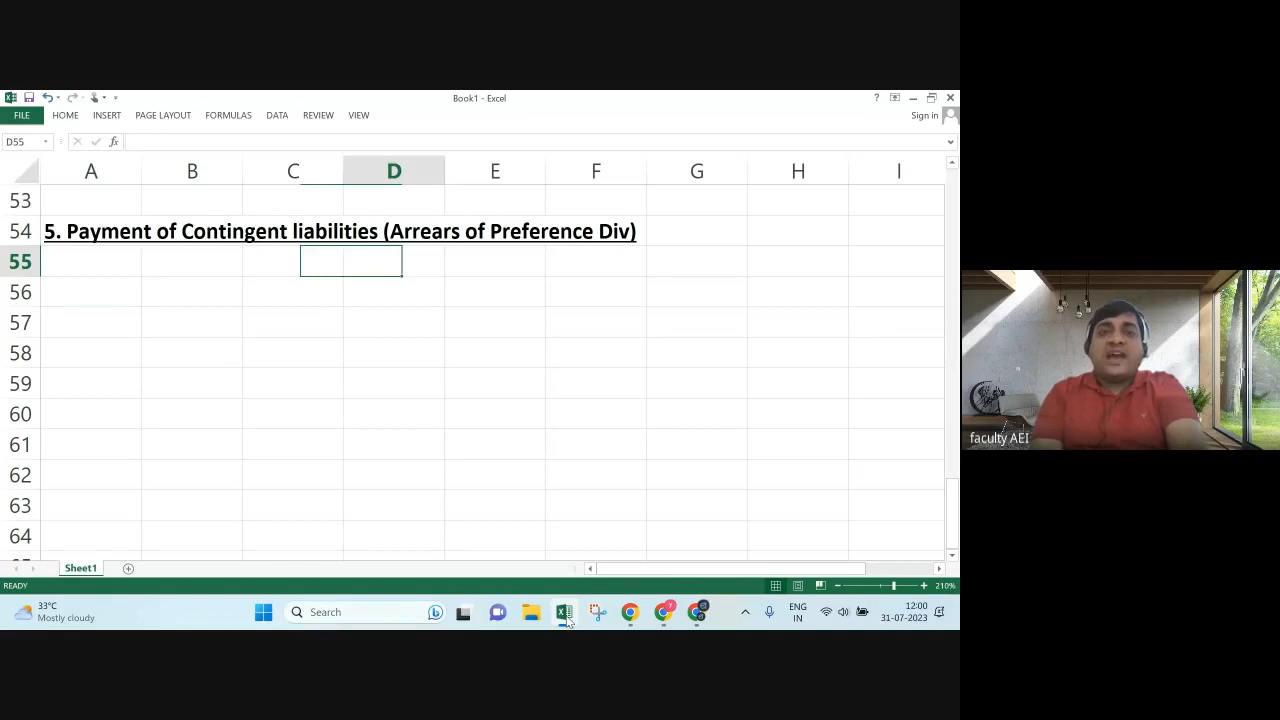 Book1 - Excel
?
FILE HOME INSERT PAGE LAYOUT FORMULAS DATA REVIEW VIEW Sign in
D55 fx
A B C D E F G H I
53
54 5. Payment of Contingent liabilities (Arrears of Preference Div)
55
56
57
58
59
60
61
62
63
64
Sheet1
READY 210%
33°C
Mostly cloudy
Search
7
ENG
IN
12:00
31-07-2023
faculty AEI